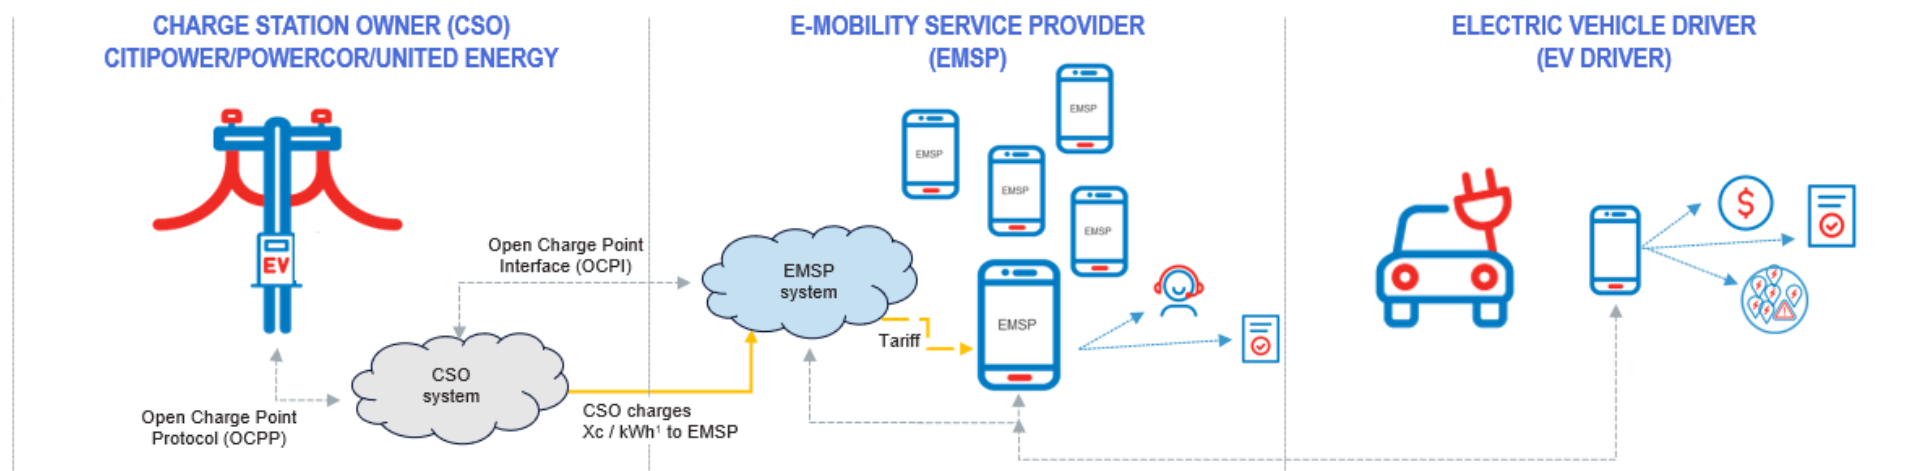 CHARGE STATION OWNER (CSO)
CITIPOWER/POWERCOR/UNITED ENERGY
EV
Open Charge Point
Protocol (OCPP)
CSO
system
Open Charge Point
Interface (OCPI)
CSO charges
Xc / kWh¹ to EMSP
E-MOBILITY SERVICE PROVIDER
(EMSP)
EMSP
EMSP
EMSP
EMSP
EMSP
system
Tariff
EMSP
ELECTRIC VEHICLE DRIVER
(EV DRIVER)
$